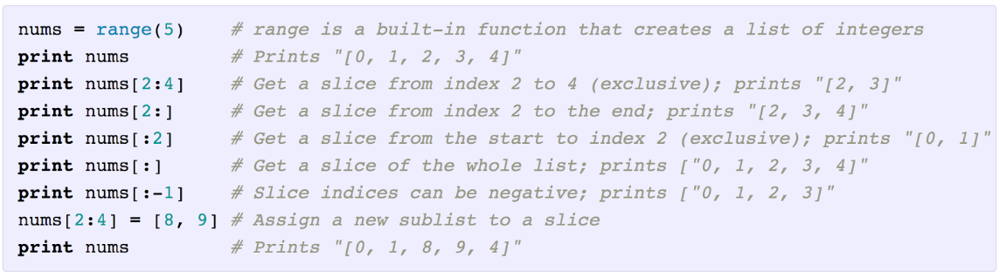 nums = range(5)    # range is a built-in function that creates a list of integers
print nums         # Prints "[0, 1, 2, 3, 4]"
print nums[2:4]    # Get a slice from index 2 to 4 (exclusive); prints "[2, 3]"
print nums[2:]     # Get a slice from index 2 to the end; prints "[2, 3, 4]"
print nums[:2]     # Get a slice from the start to index 2 (exclusive); prints "[0, 1]"
print nums[:]      # Get a slice of the whole list; prints ["0, 1, 2, 3, 4]"
print nums[:-1]    # Slice indices can be negative; prints ["0, 1, 2, 3]"
nums[2:4] = [8, 9] # Assign a new sublist to a slice
print nums         # Prints "[0, 1, 8, 9, 4]"